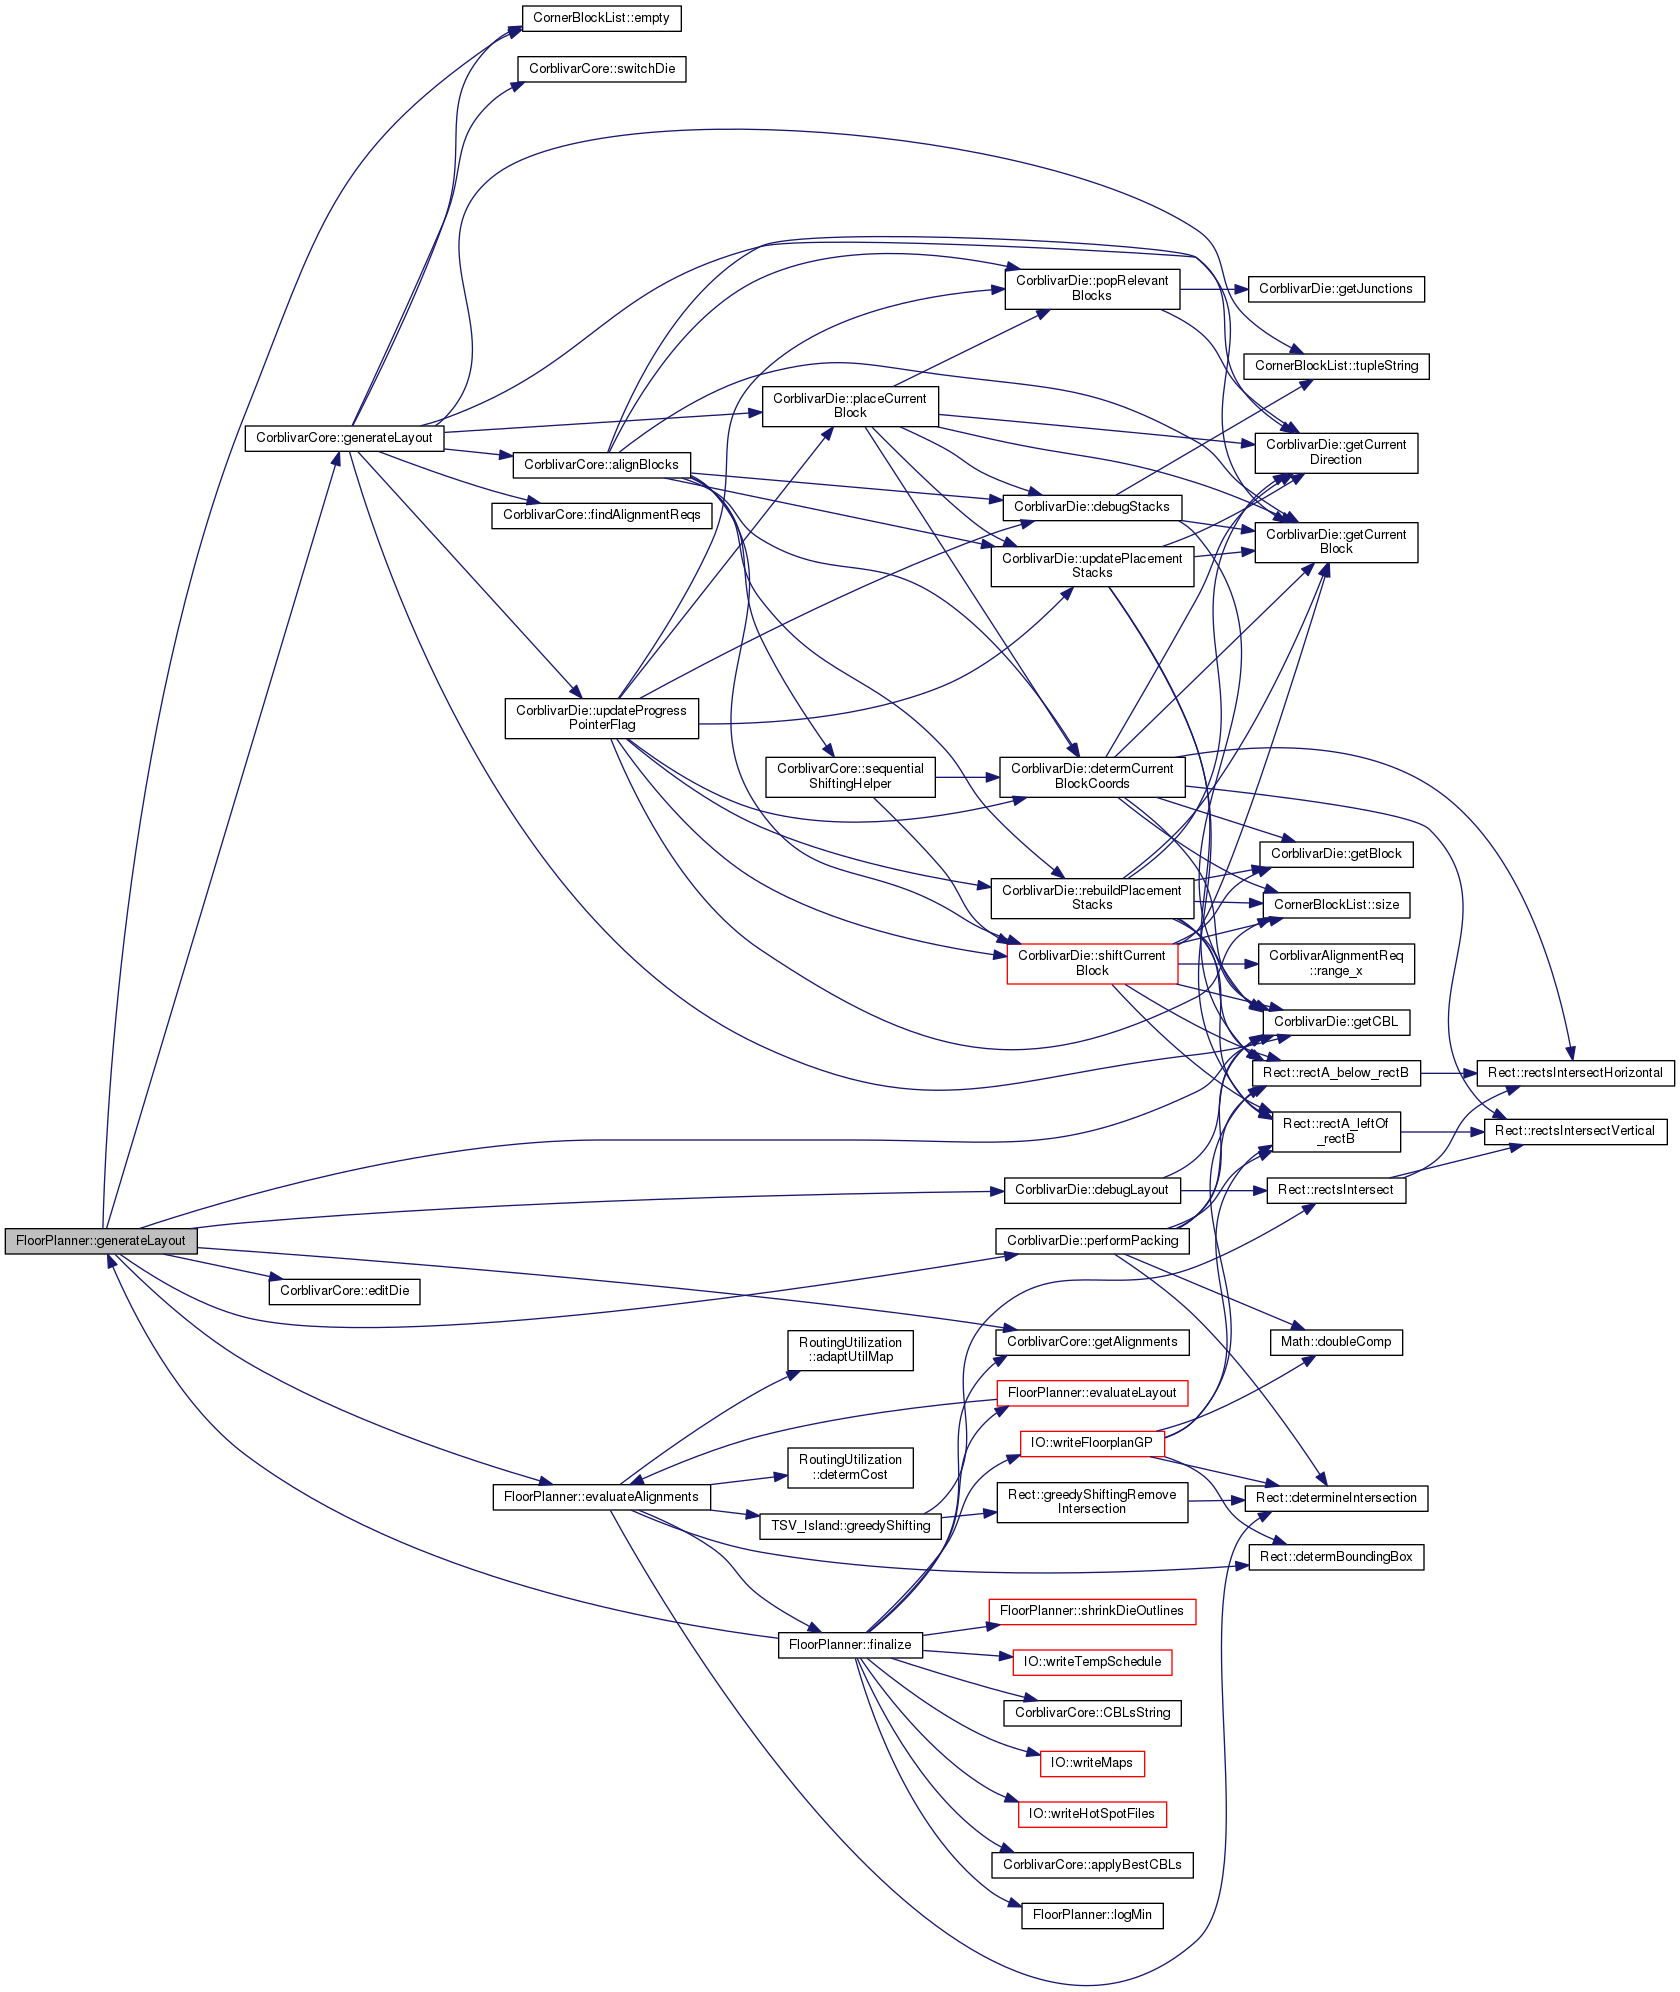 CornerBlockList::empty
CorblivarCore::switchDie
CorblivarDie::popRelevant
Blocks
CorblivarDie::getJunctions
CornerBlockList::tupleString
CorblivarDie::placeCurrent
Block
CorblivarCore::generateLayout
CorblivarDie::getCurrent
Direction
CorblivarCore::alignBlocks
CorblivarDie::debugStacks
CorblivarCore::findAlignmentReqs
CorblivarDie::getCurrent
Block
CorblivarDie::updatePlacement
Stacks
CorblivarDie::updateProgress
PointerFlag
CorblivarCore::sequential
ShiftingHelper
CorblivarDie::determCurrent
BlockCoords
CorblivarDie::getBlock
CorblivarDie::rebuildPlacement
Stacks
CornerBlockList::size
CorblivarDie::shiftCurrent
Block
CorblivarAlignmentReq
::range_x
CorblivarDie::getCBL
Rect::rectA_below_rectB
Rect::rectsIntersectHorizontal
Rect::rectA_leftOf
_rectB
Rect::rectsIntersectVertical
CorblivarDie::debugLayout
Rect::rectsIntersect
FloorPlanner::generateLayout
CorblivarDie::performPacking
CorblivarCore::editDie
CorblivarCore::getAlignments
Math::doubleComp
RoutingUtilization
::adaptUtilMap
FloorPlanner::evaluateLayout
IO::writeFloorplanGP
RoutingUtilization
::determCost
FloorPlanner::evaluateAlignments
Rect::greedyShiftingRemove
Intersection
Rect::determineIntersection
TSV_Island::greedyShifting
Rect::determBoundingBox
FloorPlanner::shrinkDieOutlines
FloorPlanner::finalize
IO::writeTempSchedule
CorblivarCore::CBLsString
IO::writeMaps
IO::writeHotSpotFiles
CorblivarCore::applyBestCBLs
FloorPlanner::logMin